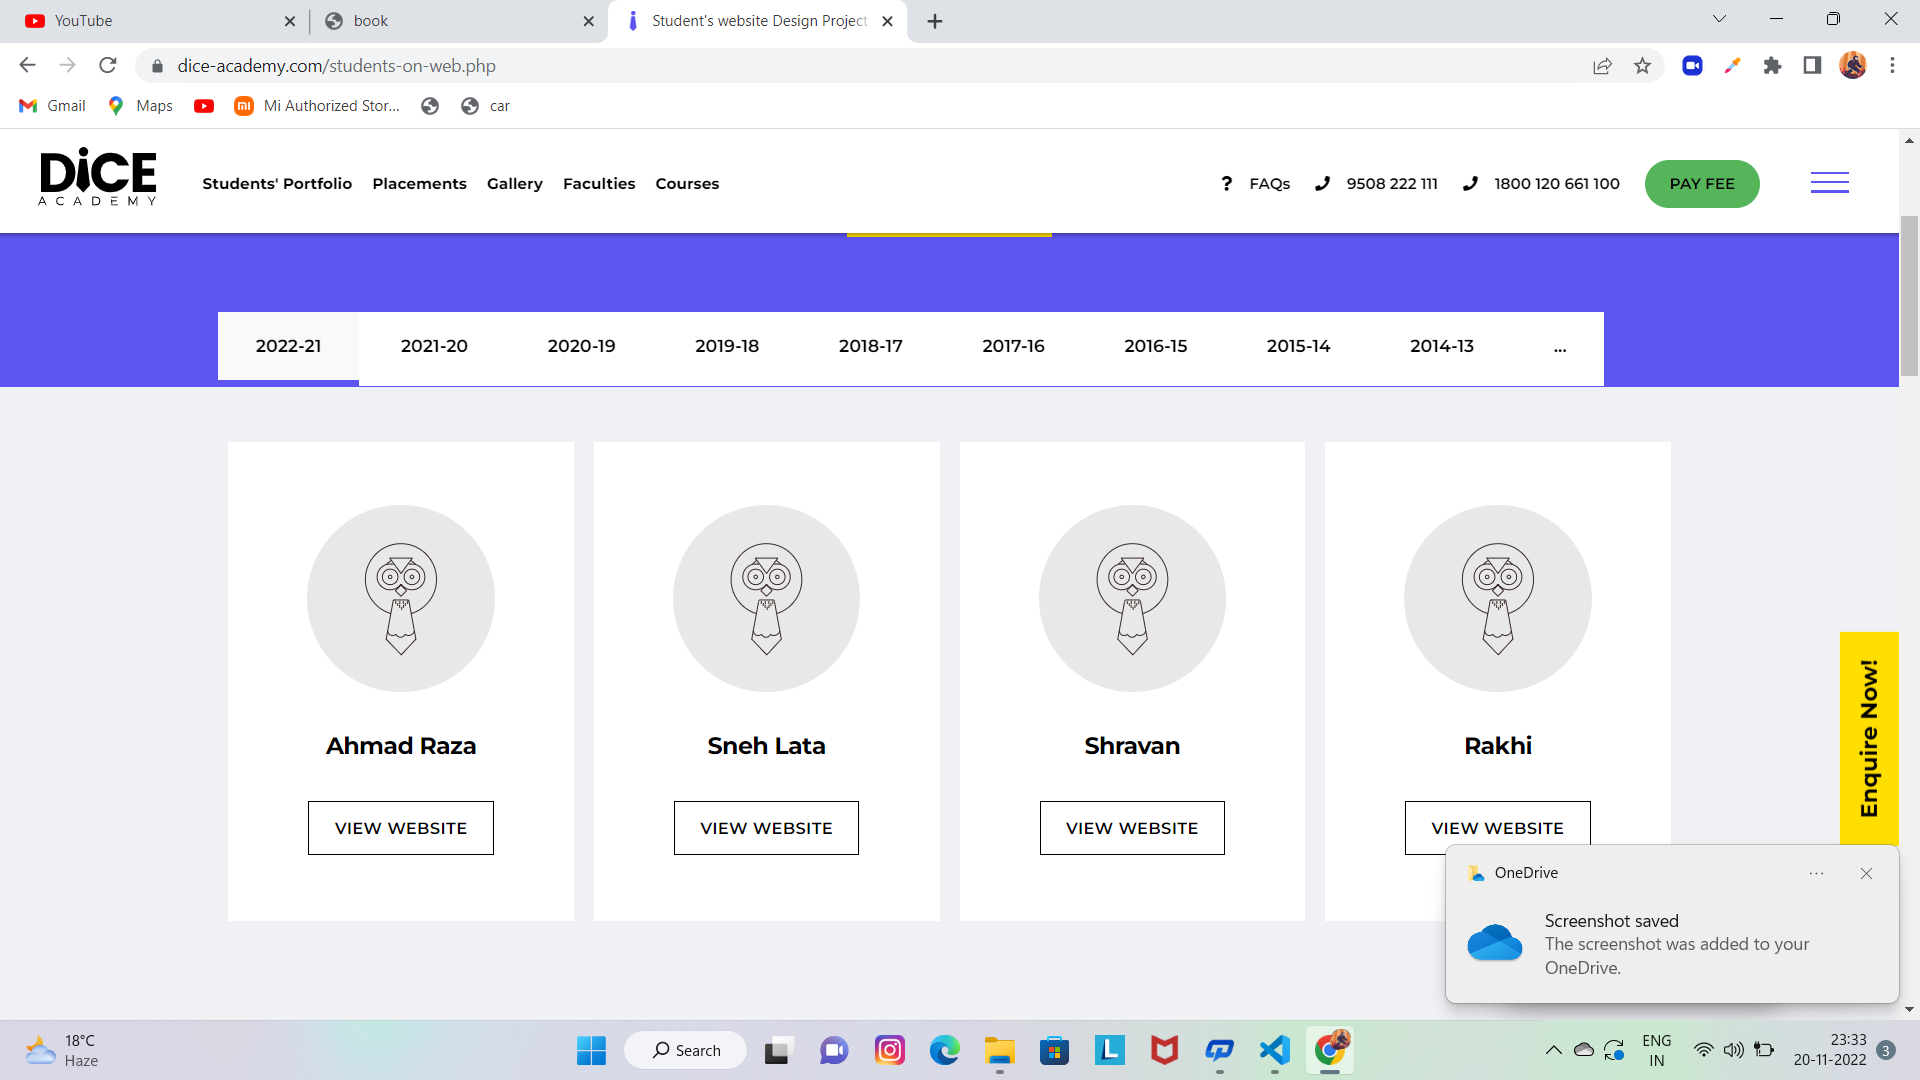 YouTube
book
Student's website Design Project
dice-academy.com/students-on-web.php
Gmail
Maps
Mi Authorized Stor...
car
DiCE
ACADEMY
Students' Portfolio
Placements
Gallery
Faculties
Courses
? FAQs
9508 222 111
1800 120 661 100
PAY FEE
2022-21
2021-20
2020-19
2019-18
2018-17
2017-16
2016-15
2015-14
2014-13
...
Ahmad Raza
Sneh Lata
Shravan
Rakhi
VIEW WEBSITE
VIEW WEBSITE
VIEW WEBSITE
VIEW WEBSITE
Enquire Now!
OneDrive
Screenshot saved
The screenshot was added to your
OneDrive.
18°C
Haze
Search
ENG
IN
23:33
20-11-2022
3